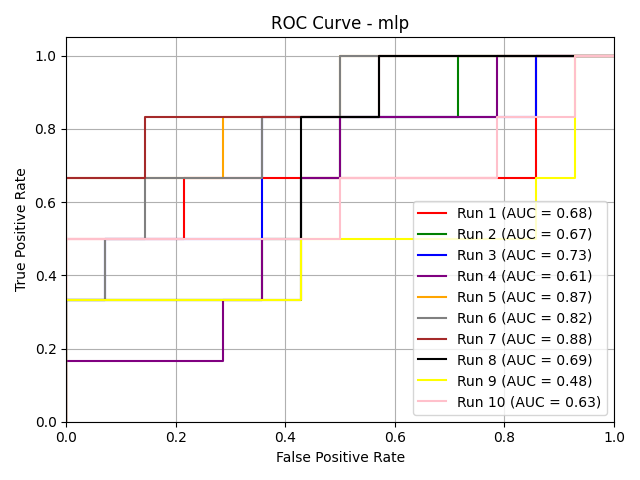 ROC Curve - mlp
True Positive Rate
1.0
0.8
0.6
0.4
0.2
0.0
Run 1 (AUC = 0.68)
Run 2 (AUC = 0.67)
Run 3 (AUC = 0.73)
Run 4 (AUC = 0.61)
Run 5 (AUC = 0.87)
Run 6 (AUC = 0.82)
Run 7 (AUC = 0.88)
Run 8 (AUC = 0.69)
Run 9 (AUC = 0.48)
Run 10 (AUC = 0.63)
0.0 0.2 0.4 0.6 0.8 1.0
False Positive Rate